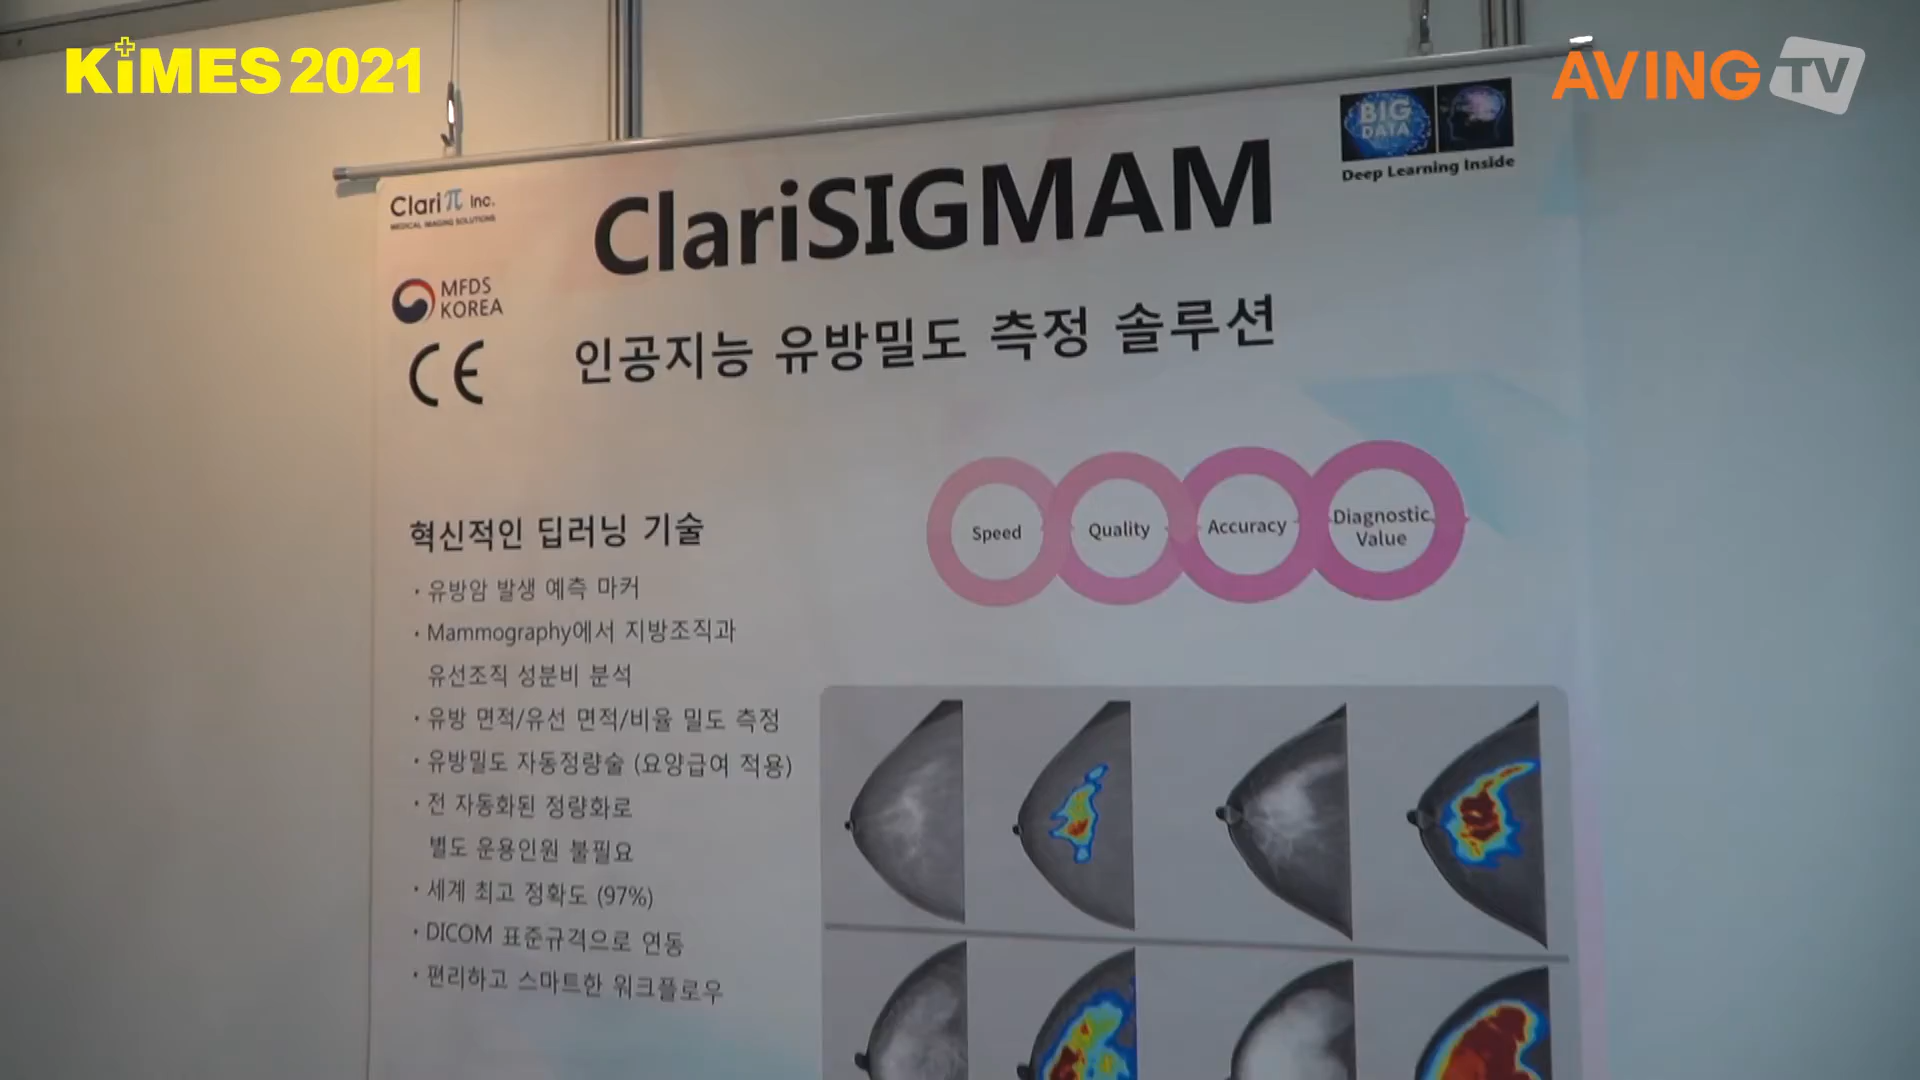 KiMES 2021
AVING TV
Clariπ Inc.
MEDICAL IMAGING SOLUTIONS
BIG
DATA
Deep Learning Inside
ClariSIGMAM
MFDS
KOREA
CE
인공지능 유방밀도 측정 솔루션
Speed
Quality
Accuracy
Diagnostic
Value
혁신적인 딥러닝 기술
· 유방암 발생 예측 마커
· Mammography에서 지방조직과
유선조직 성분비 분석
· 유방 면적/유선 면적/비율 밀도 측정
· 유방밀도 자동정량술 (요양급여 적용)
· 전 자동화된 정량화로
별도 운용인원 불필요
· 세계 최고 정확도 (97%)
· DICOM 표준규격으로 연동
· 편리하고 스마트한 워크플로우